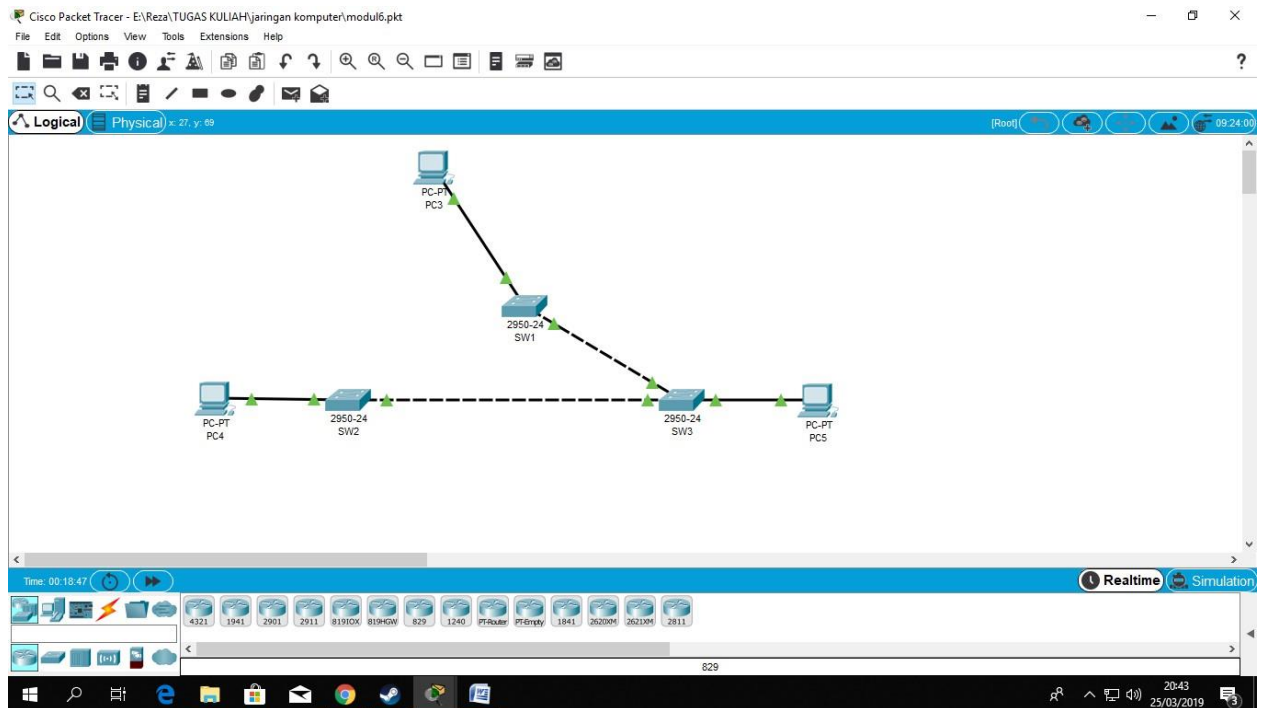 Cisco Packet Tracer - E:\Reza\TUGAS KULIAH\jaringan komputer\modul6.pkt
File Edit Options View Tools Extensions Help
?
Logical Physical x: 27, y: 69 [Root] 09:24:00
PC-PT
PC3
2950-24
SW1
PC-PT
PC4
2950-24
SW2
2950-24
SW3
PC-PT
PC5
Time: 00:18:47 Realtime Simulation
4321 1941 2901 2911 819IOX 819HGW 829 1240 PT-Router PT-Empty 1841 2620XM 2621XM 2811
829
20:43
25/03/2019
3